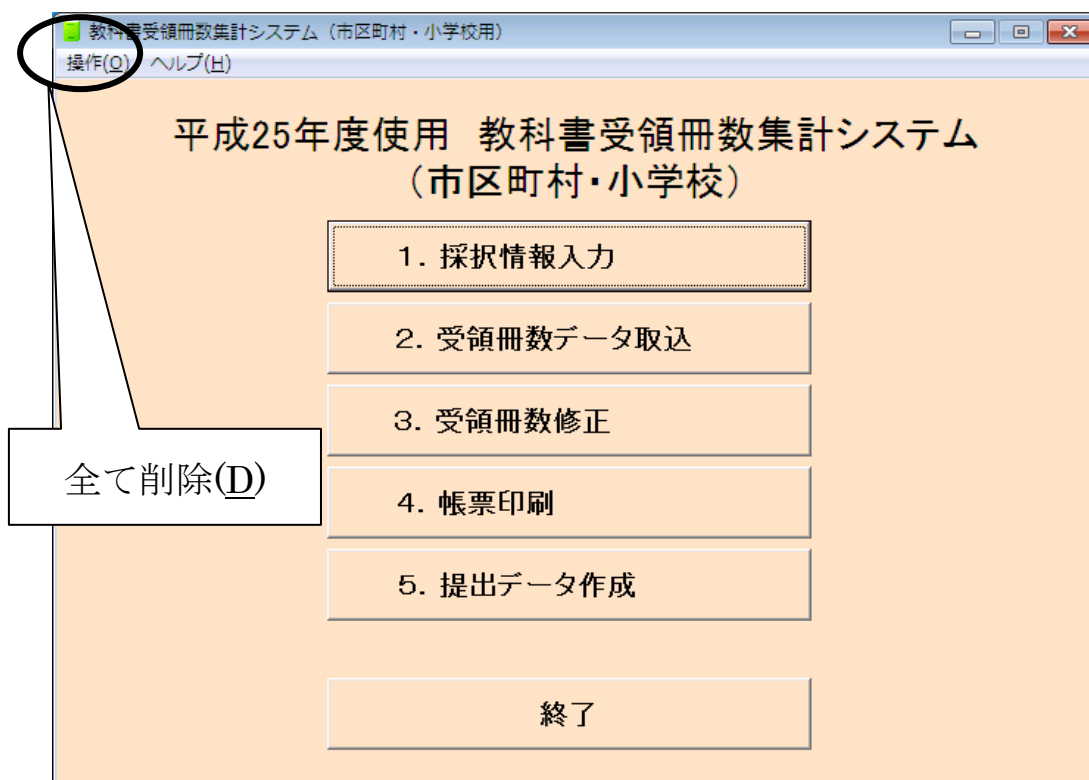 教科書受領冊数集計システム（市区町村・小学校用）
操作(O) ヘルプ(H)
平成25年度使用 教科書受領冊数集計システム
（市区町村・小学校）
1. 採択情報入力
2. 受領冊数データ取込
3. 受領冊数修正
全て削除(D)
4. 帳票印刷
5. 提出データ作成
終了